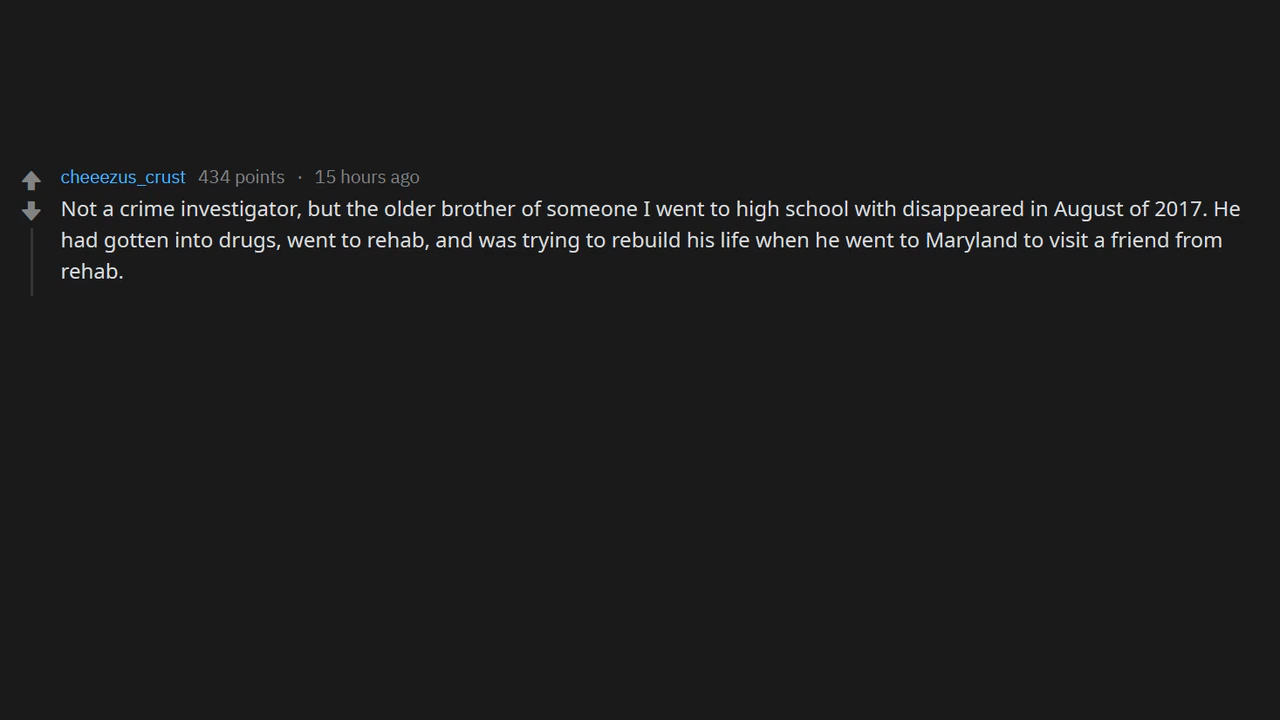 cheeezus_crust 434 points · 15 hours ago
Not a crime investigator, but the older brother of someone I went to high school with disappeared in August of 2017. He
had gotten into drugs, went to rehab, and was trying to rebuild his life when he went to Maryland to visit a friend from
rehab.